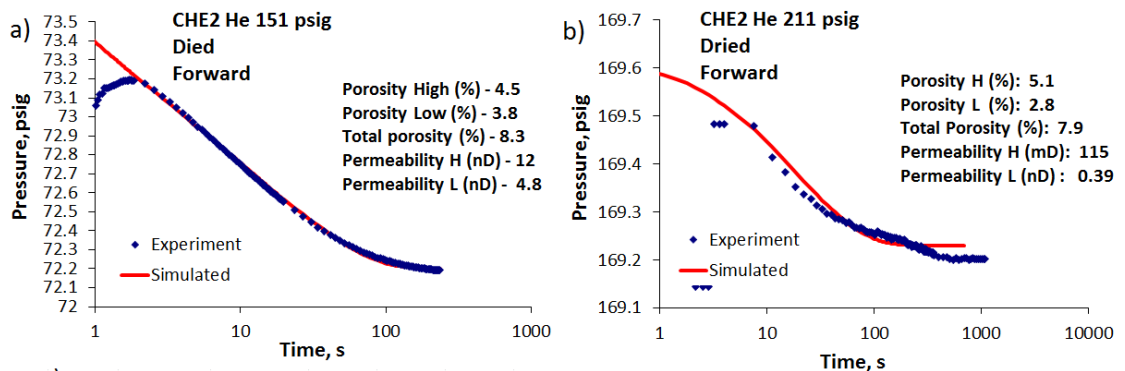 a)
CHE2 He 151 psig
Died
Forward
Porosity High (%) - 4.5
Porosity Low (%) - 3.8
Total porosity (%) - 8.3
Permeability H (nD) - 12
Permeability L (nD) - 4.8
Pressure, psig
73.5
73.4
73.3
73.2
73.1
73
72.9
72.8
72.7
72.6
72.5
72.4
72.3
72.2
72.1
72
Experiment
Simulated
1 10 100 1000
Time, s
b)
CHE2 He 211 psig
Dried
Forward
Porosity H (%): 5.1
Porosity L (%): 2.8
Total Porosity (%): 7.9
Permeability H (mD): 115
Permeability L (nD) : 0.39
Pressure, psig
169.7
169.6
169.5
169.4
169.3
169.2
169.1
Experiment
Simulated
1 10 100 1000 10000
Time, s